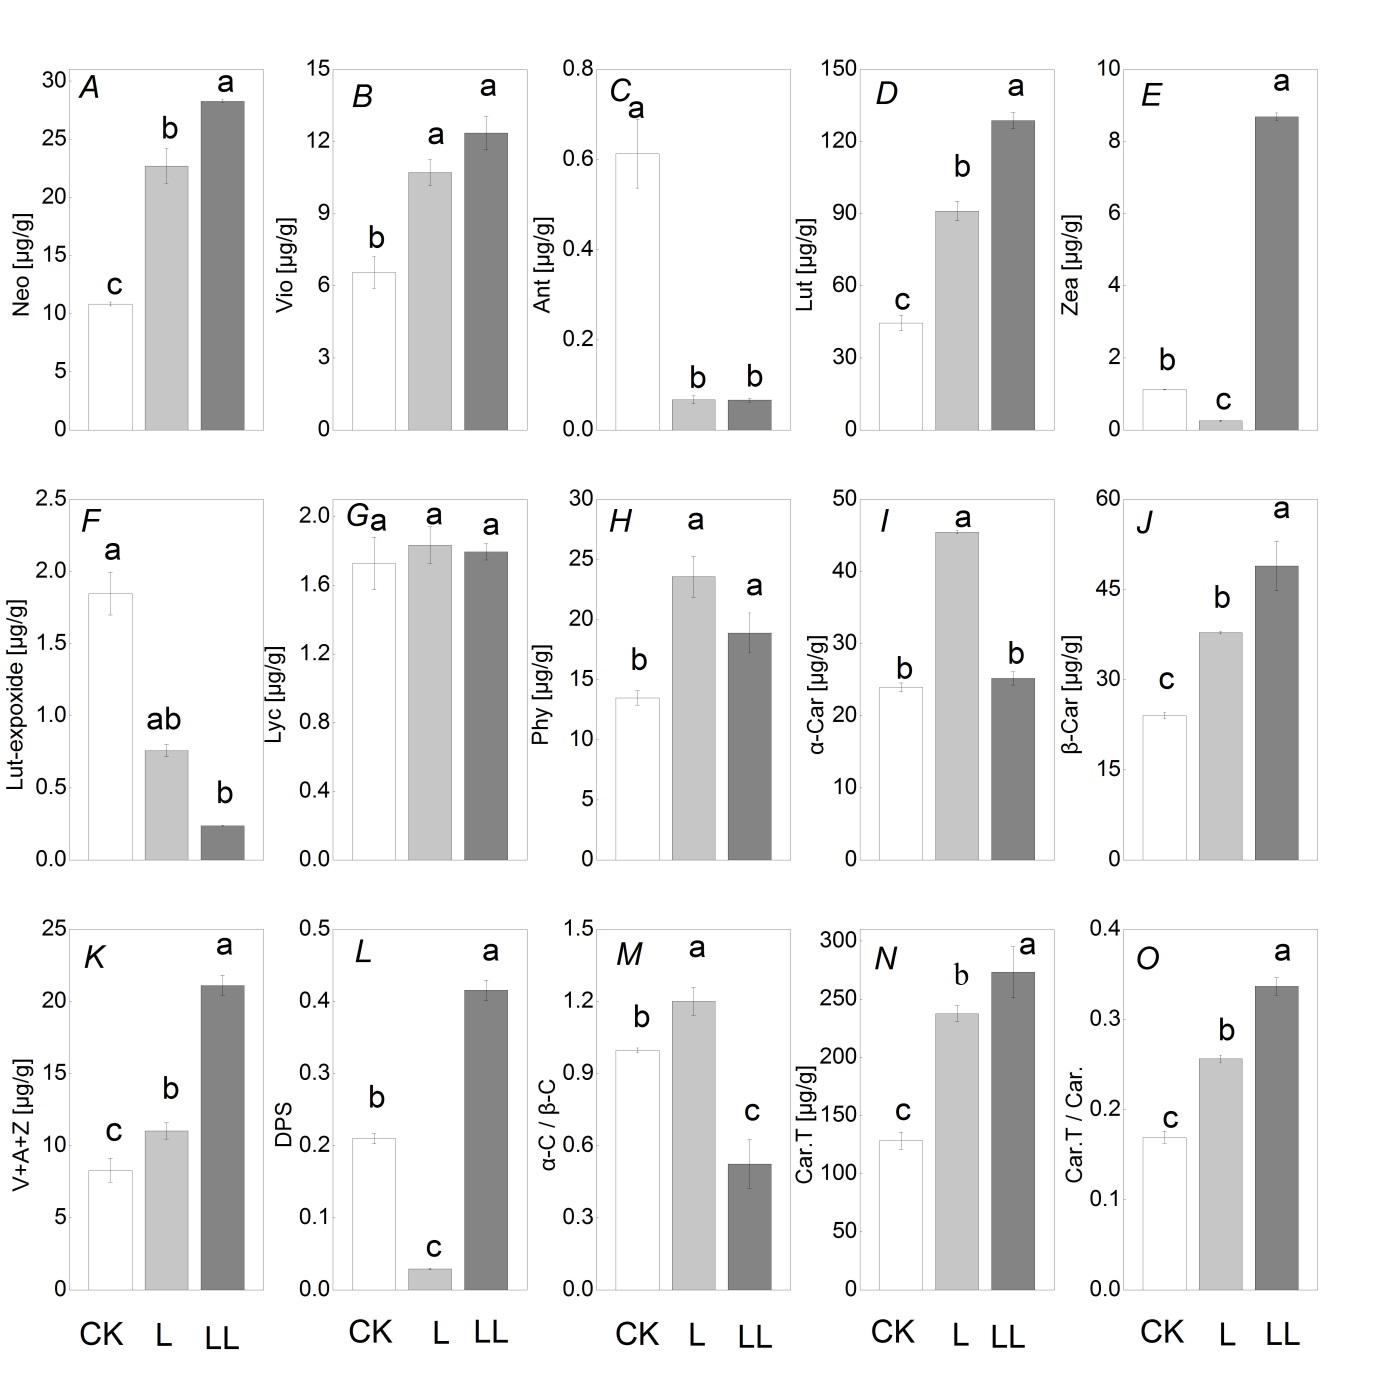 A
Neo [µg/g]
30
25
20
15
10
5
0
c
b
a
B
Vio [µg/g]
15
12
9
6
3
0
b
a
a
C
Ant [µg/g]
0.8
0.6
0.4
0.2
0.0
a
b
b
D
Lut [µg/g]
150
120
90
60
30
0
c
b
a
E
Zea [µg/g]
10
8
6
4
2
0
b
c
a
F
Lut-expoxide [µg/g]
2.5
2.0
1.5
1.0
0.5
0.0
a
ab
b
G
Lyc [µg/g]
2.0
1.6
1.2
0.8
0.4
0.0
a
a
a
H
Phy [µg/g]
30
25
20
15
10
5
0
b
a
a
I
α-Car [µg/g]
50
40
30
20
10
0
b
a
b
J
β-Car [µg/g]
60
45
30
15
0
c
b
a
K
V+A+Z [µg/g]
25
20
15
10
5
0
c
b
a
CK L LL
L
DPS
0.5
0.4
0.3
0.2
0.1
0.0
b
c
a
CK L LL
M
α-C / β-C
1.5
1.2
0.9
0.6
0.3
0.0
b
a
c
CK L LL
N
Car.T [µg/g]
300
250
200
150
100
50
0
c
b
a
CK L LL
O
Car.T / Car.
0.4
0.3
0.2
0.1
0.0
c
b
a
CK L LL